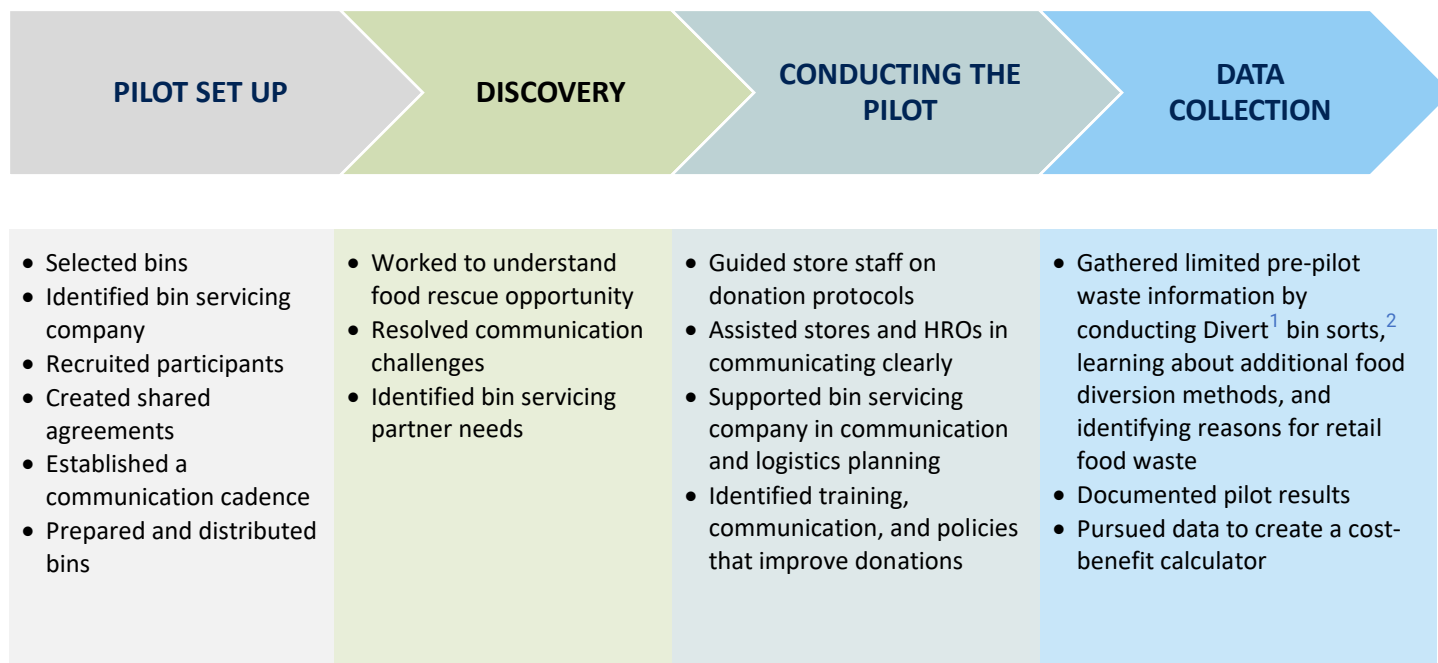 PILOT SET UP
DISCOVERY
CONDUCTING THE
PILOT
DATA
COLLECTION
• Selected bins
• Identified bin servicing
company
• Recruited participants
• Created shared
agreements
• Established a
communication cadence
• Prepared and distributed
bins
• Worked to understand
food rescue opportunity
• Resolved communication
challenges
• Identified bin servicing
partner needs
• Guided store staff on
donation protocols
• Assisted stores and HROs in
communicating clearly
• Supported bin servicing
company in communication
and logistics planning
• Identified training,
communication, and policies
that improve donations
• Gathered limited pre-pilot
waste information by
conducting Divert1 bin sorts,2
learning about additional food
diversion methods, and
identifying reasons for retail
food waste
• Documented pilot results
• Pursued data to create a cost-
benefit calculator